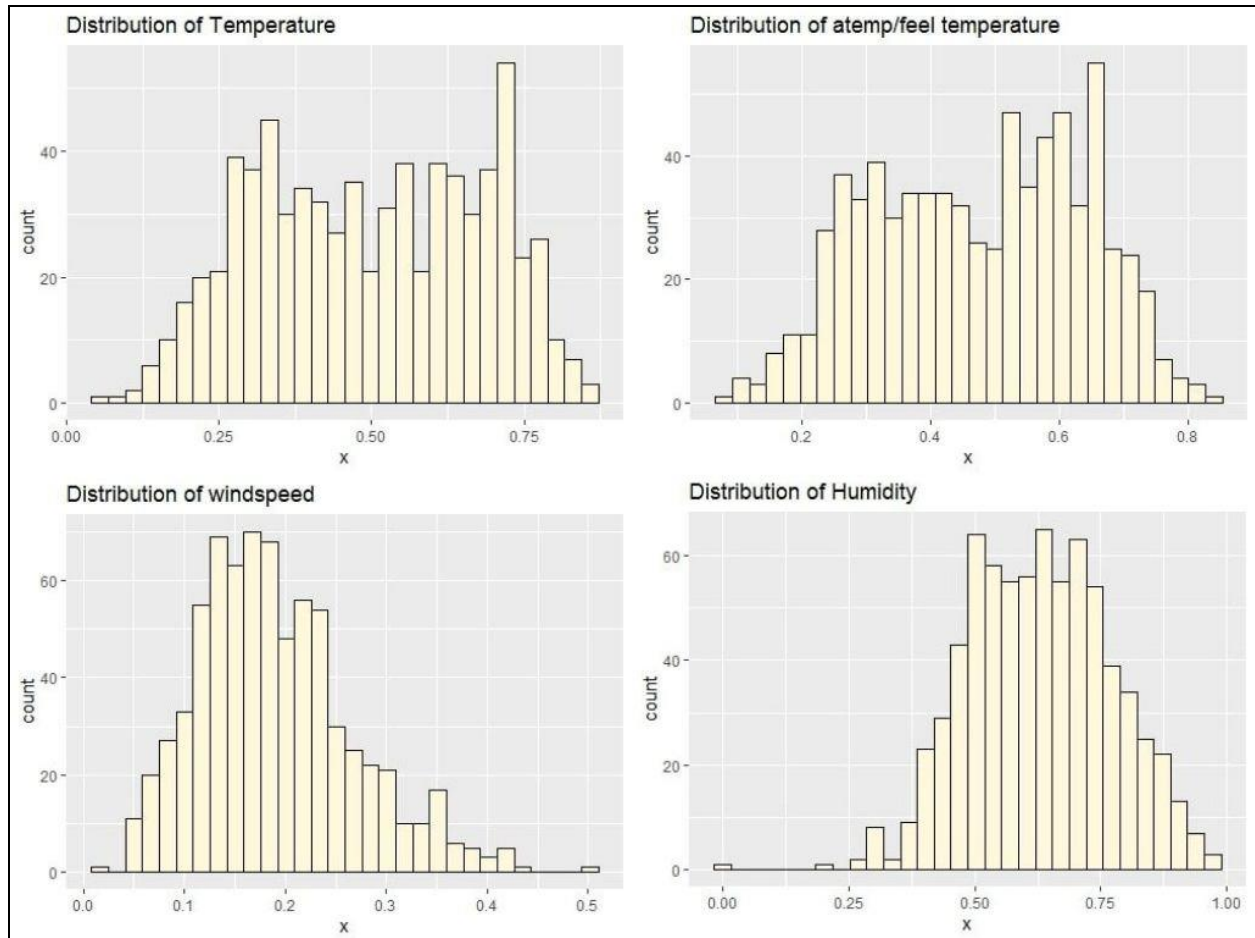 Distribution of Temperature
40
20
0
count
0.00 0.25 0.50 0.75
x
Distribution of atemp/feel temperature
40
20
0
count
0.2 0.4 0.6 0.8
x
Distribution of windspeed
60
40
20
0
count
0.0 0.1 0.2 0.3 0.4 0.5
x
Distribution of Humidity
60
40
20
0
count
0.00 0.25 0.50 0.75 1.00
x